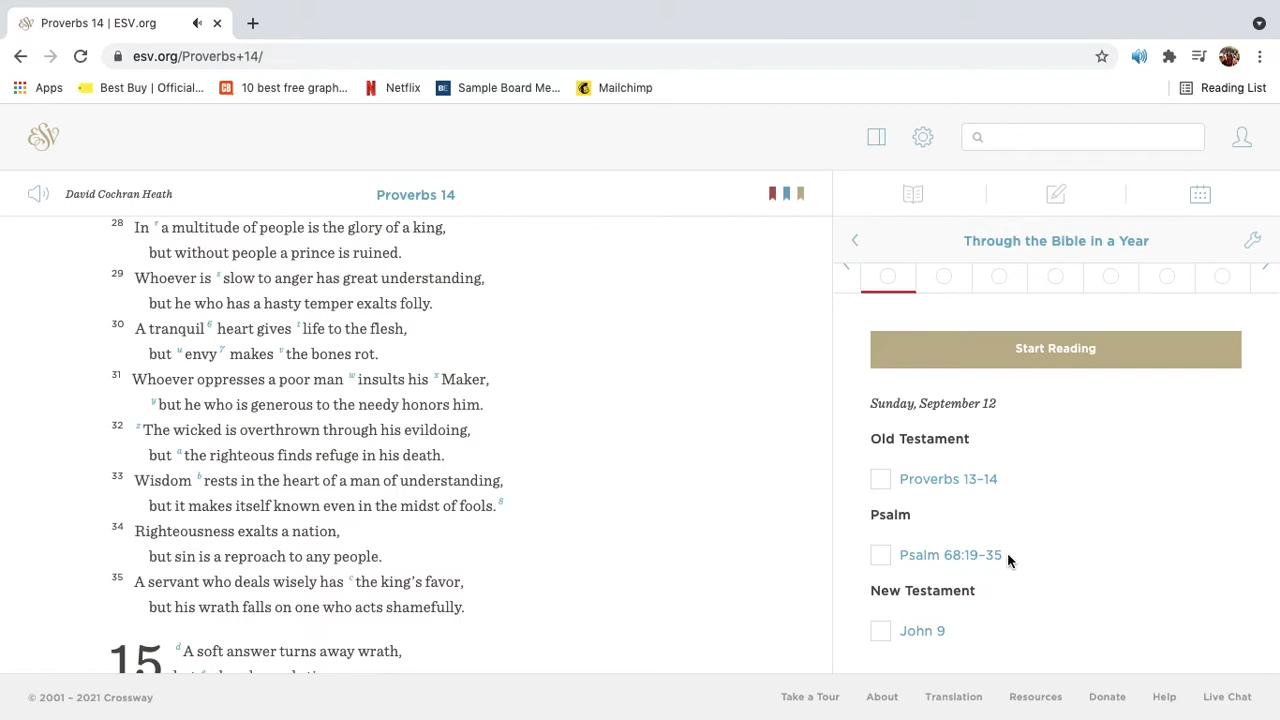 Proverbs 14 | ESV.org
esv.org/Proverbs+14/
Apps
Best Buy | Official...
10 best free graph...
Netflix
Sample Board Me...
Mailchimp
Reading List
ESV
David Cochran Heath
Proverbs 14
28 In r a multitude of people is the glory of a king,
but without people a prince is ruined.
29 Whoever is s slow to anger has great understanding,
but he who has a hasty temper exalts folly.
30 A tranquil 6 heart gives t life to the flesh,
but u envy 7 makes v the bones rot.
31 Whoever oppresses a poor man w insults his x Maker,
y but he who is generous to the needy honors him.
32 z The wicked is overthrown through his evildoing,
but a the righteous finds refuge in his death.
33 Wisdom b rests in the heart of a man of understanding,
but it makes itself known even in the midst of fools. 8
34 Righteousness exalts a nation,
but sin is a reproach to any people.
35 A servant who deals wisely has c the king's favor,
but his wrath falls on one who acts shamefully.
15 d A soft answer turns away wrath,
Through the Bible in a Year
Start Reading
Sunday, September 12
Old Testament
Proverbs 13–14
Psalm
Psalm 68:19–35
New Testament
John 9
© 2001 – 2021 Crossway
Take a Tour
About
Translation
Resources
Donate
Help
Live Chat